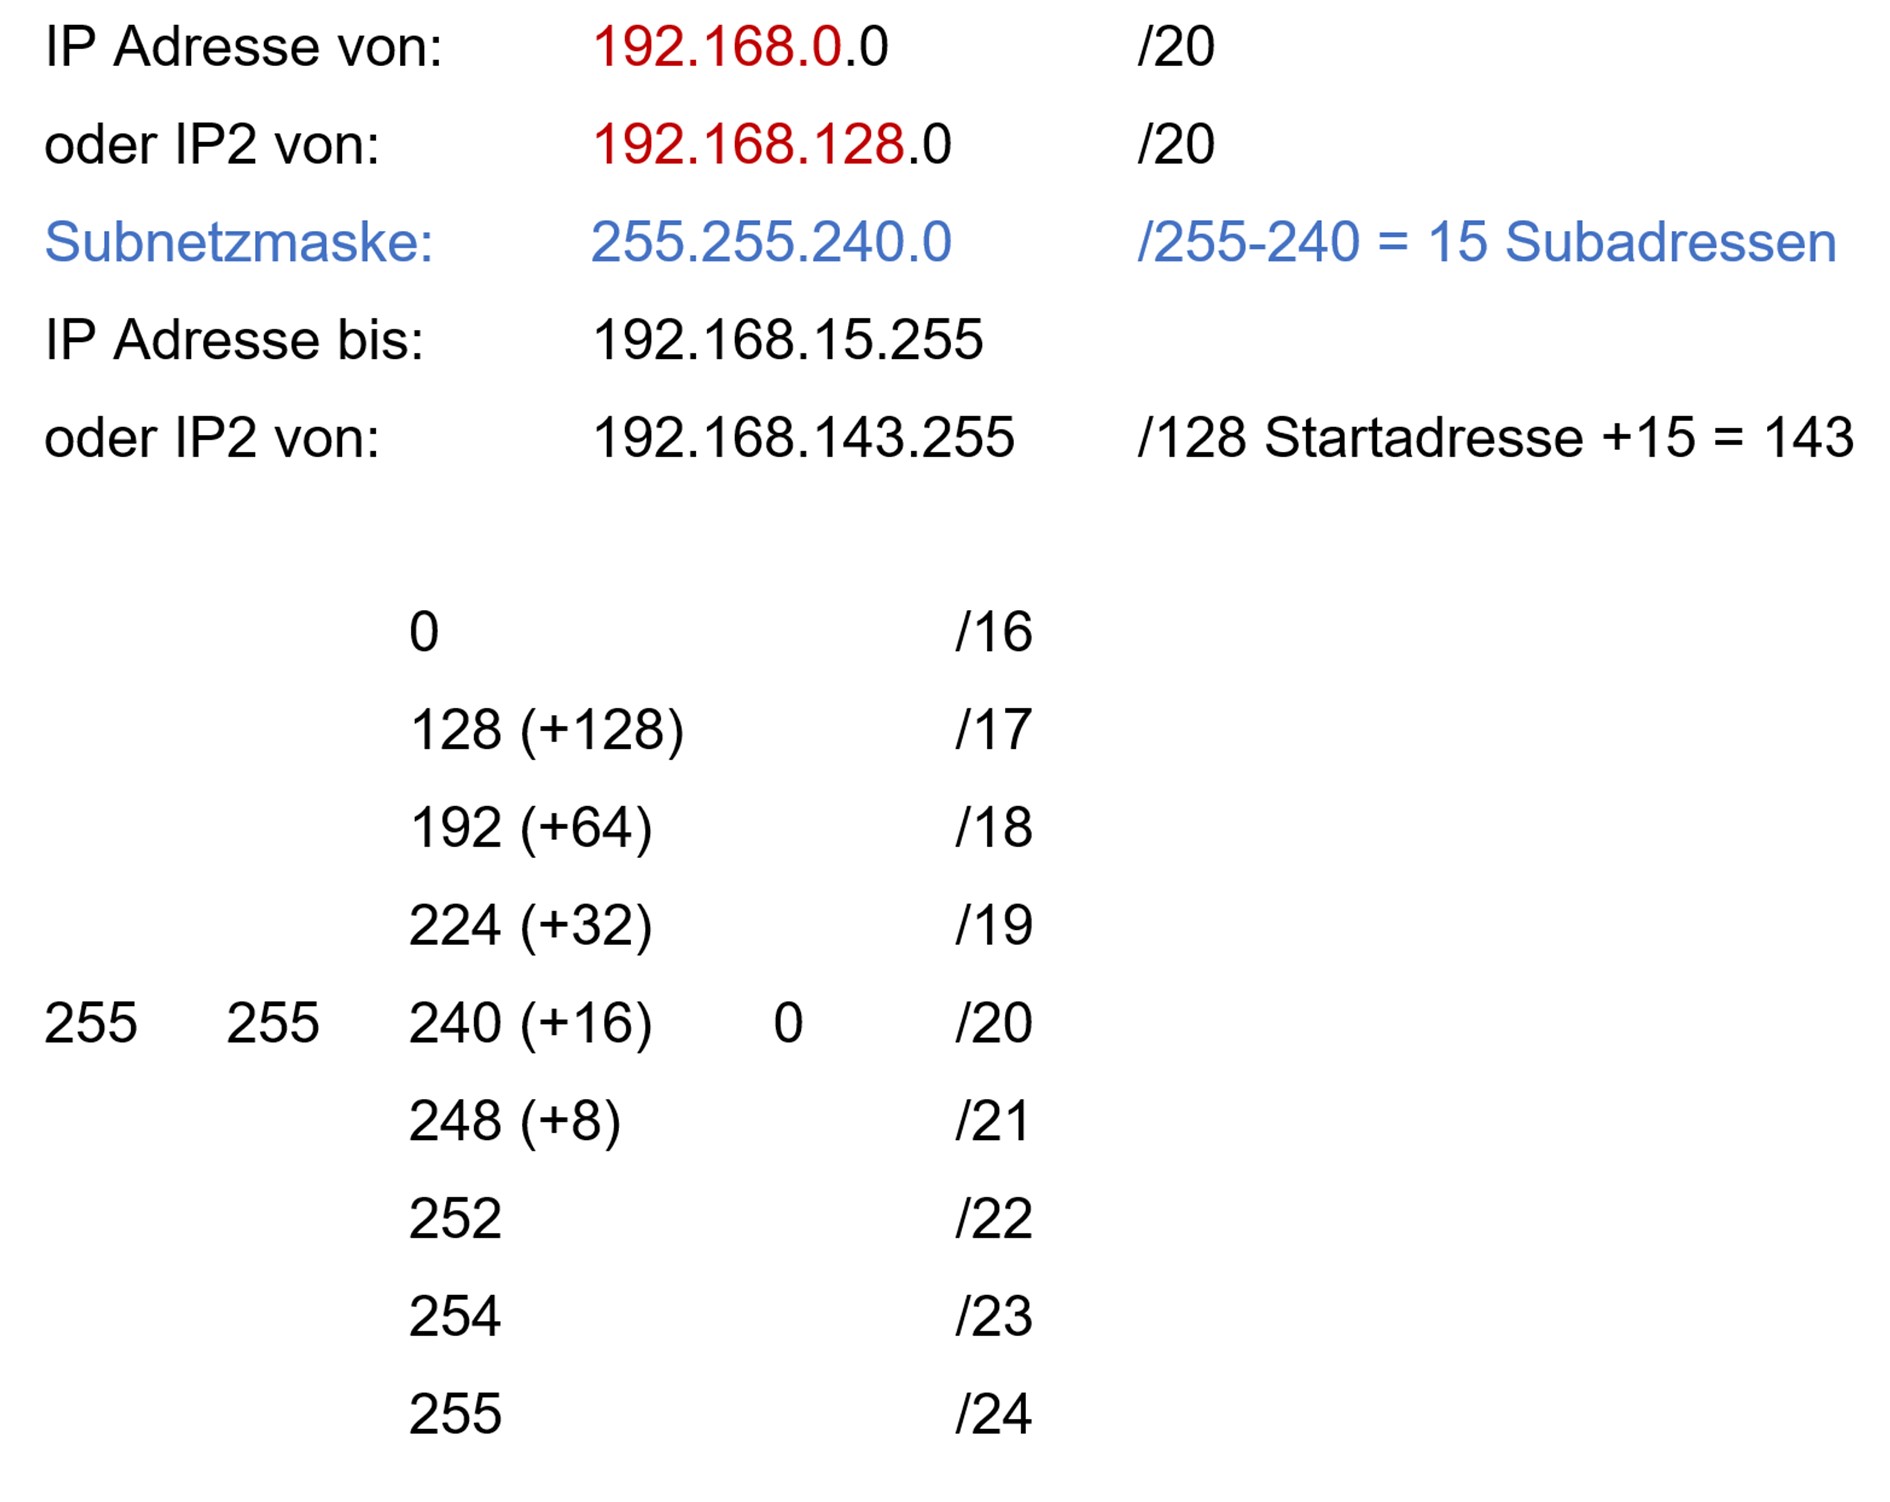 IP Adresse von: 192.168.0.0 /20
oder IP2 von: 192.168.128.0 /20
Subnetzmaske: 255.255.240.0 /255-240 = 15 Subadressen
IP Adresse bis: 192.168.15.255
oder IP2 von: 192.168.143.255 /128 Startadresse +15 = 143
0 /16
128 (+128) /17
192 (+64) /18
224 (+32) /19
255 255 240 (+16) 0 /20
248 (+8) /21
252 /22
254 /23
255 /24